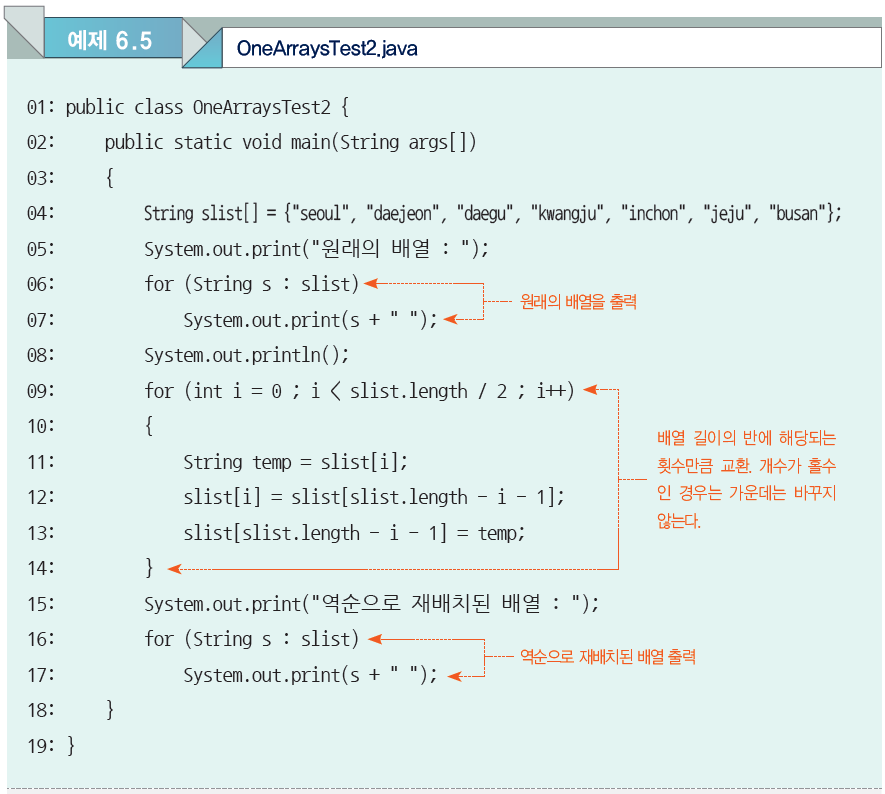 예제 6.5
OneArraysTest2.java
01: public class OneArraysTest2 {
02: public static void main(String args[])
03: {
04: String slist[] = {"seoul", "daejeon", "daegu", "kwangju", "inchon", "jeju", "busan"};
05: System.out.print("원래의 배열 : ");
06: for (String s : slist)
원래의 배열을 출력
07: System.out.print(s + " ");
08: System.out.println();
09: for (int i = 0 ; i < slist.length / 2 ; i++)
10: {
11: String temp = slist[i];
12: slist[i] = slist[slist.length - i - 1];
13: slist[slist.length - i - 1] = temp;
14: }
배열 길이의 반에 해당되는
횟수만큼 교환. 개수가 홀수
인 경우는 가운데는 바꾸지
않는다.
15: System.out.print("역순으로 재배치된 배열 : ");
16: for (String s : slist)
역순으로 재배치된 배열 출력
17: System.out.print(s + " ");
18: }
19: }